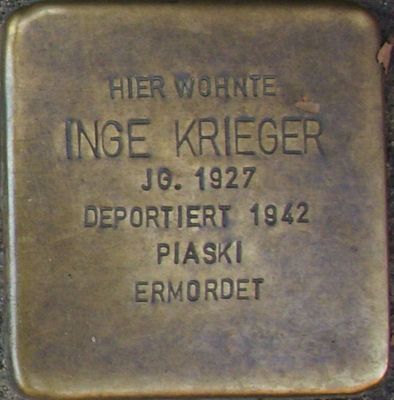 HIER WOHNTE
INGE KRIEGER
JG. 1927
DEPORTIERT 1942
PIASKI
ERMORDET